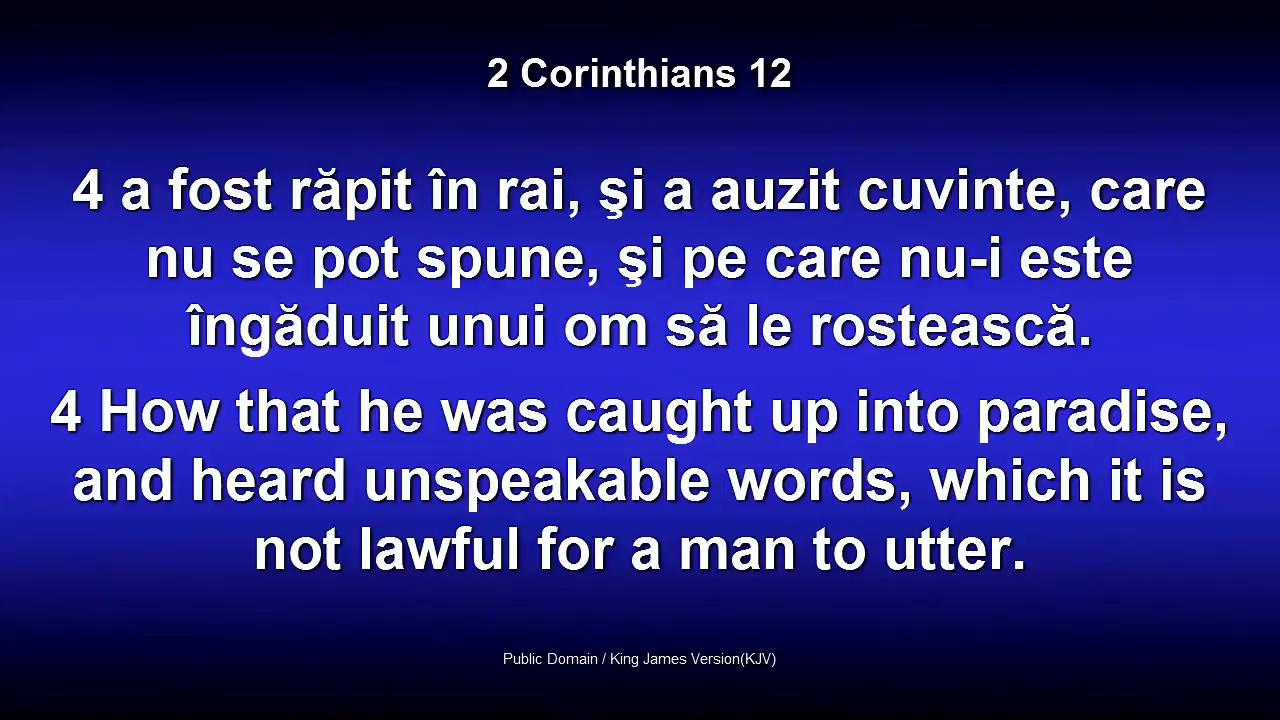 2 Corinthians 12
4 a fost răpit în rai, şi a auzit cuvinte, care
nu se pot spune, şi pe care nu-i este
îngăduit unui om să le rostească.
4 How that he was caught up into paradise,
and heard unspeakable words, which it is
not lawful for a man to utter.
Public Domain / King James Version(KJV)